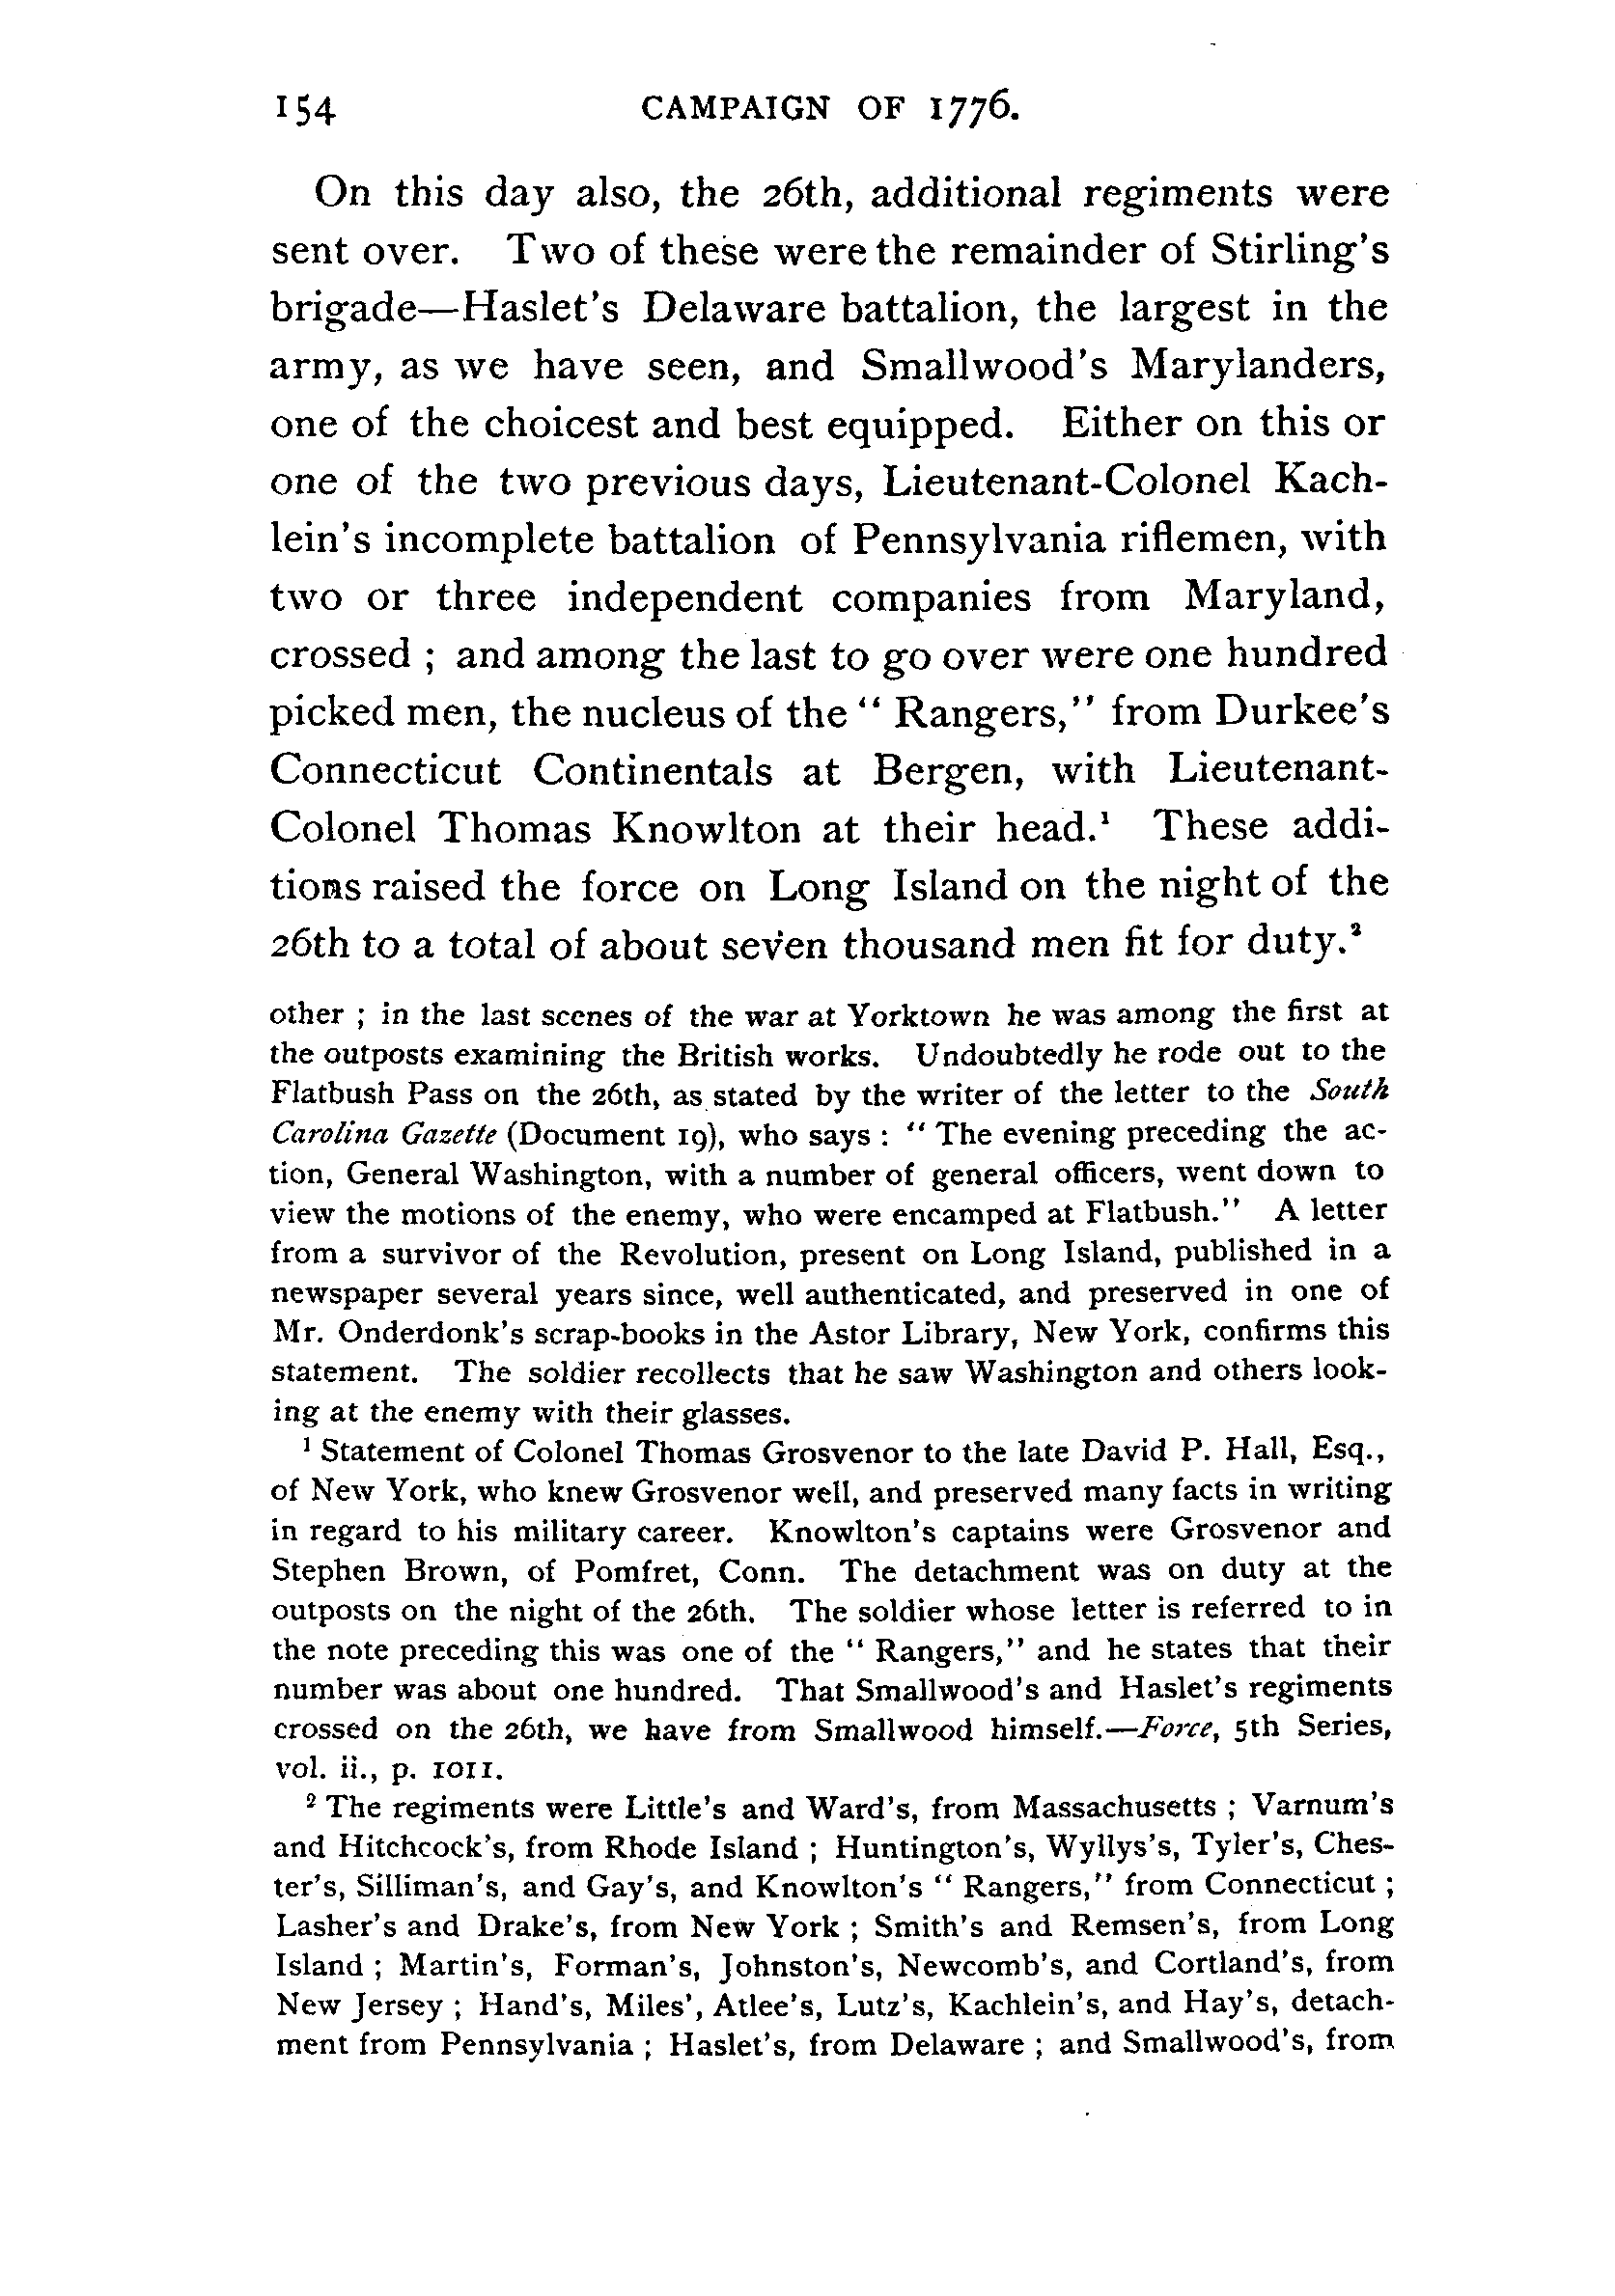 154 CAMPAIGN OF 1776.
On this day also, the 26th, additional regiments were
sent over. Two of these were the remainder of Stirling's
brigade—Haslet's Delaware battalion, the largest in the
army, as we have seen, and Smallwood's Marylanders,
one of the choicest and best equipped. Either on this or
one of the two previous days, Lieutenant-Colonel Kach-
lein's incomplete battalion of Pennsylvania riflemen, with
two or three independent companies from Maryland,
crossed ; and among the last to go over were one hundred
picked men, the nucleus of the “ Rangers,” from Durkee's
Connecticut Continentals at Bergen, with Lieutenant-
Colonel Thomas Knowlton at their head.¹ These addi-
tions raised the force on Long Island on the night of the
26th to a total of about seven thousand men fit for duty.²
other ; in the last scenes of the war at Yorktown he was among the first at
the outposts examining the British works. Undoubtedly he rode out to the
Flatbush Pass on the 26th, as stated by the writer of the letter to the South
Carolina Gazette (Document 19), who says : “ The evening preceding the ac-
tion, General Washington, with a number of general officers, went down to
view the motions of the enemy, who were encamped at Flatbush.” A letter
from a survivor of the Revolution, present on Long Island, published in a
newspaper several years since, well authenticated, and preserved in one of
Mr. Onderdonk's scrap-books in the Astor Library, New York, confirms this
statement. The soldier recollects that he saw Washington and others look-
ing at the enemy with their glasses.
¹ Statement of Colonel Thomas Grosvenor to the late David P. Hall, Esq.,
of New York, who knew Grosvenor well, and preserved many facts in writing
in regard to his military career. Knowlton's captains were Grosvenor and
Stephen Brown, of Pomfret, Conn. The detachment was on duty at the
outposts on the night of the 26th. The soldier whose letter is referred to in
the note preceding this was one of the “ Rangers,” and he states that their
number was about one hundred. That Smallwood's and Haslet's regiments
crossed on the 26th, we have from Smallwood himself.—Force, 5th Series,
vol. ii., p. 1011.
² The regiments were Little's and Ward's, from Massachusetts ; Varnum's
and Hitchcock's, from Rhode Island ; Huntington's, Wyllys's, Tyler's, Ches-
ter's, Silliman's, and Gay's, and Knowlton's “ Rangers,” from Connecticut ;
Lasher's and Drake's, from New York ; Smith's and Remsen's, from Long
Island ; Martin's, Forman's, Johnston's, Newcomb's, and Cortland's, from
New Jersey ; Hand's, Miles', Atlee's, Lutz's, Kachlein's, and Hay's, detach-
ment from Pennsylvania ; Haslet's, from Delaware ; and Smallwood's, from